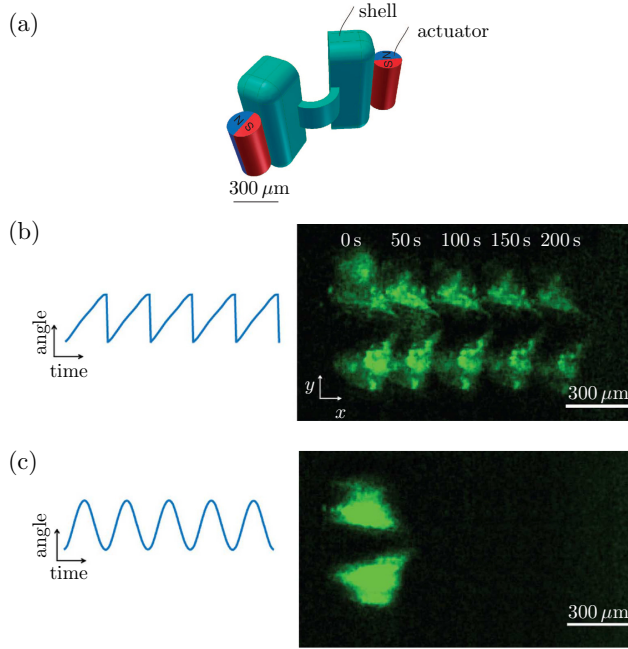 (a)
shell
actuator
N
S
N
S
300 μm
(b)
0 s 50 s 100 s 150 s 200 s
angle
time
y
x
300 μm
(c)
angle
time
300 μm